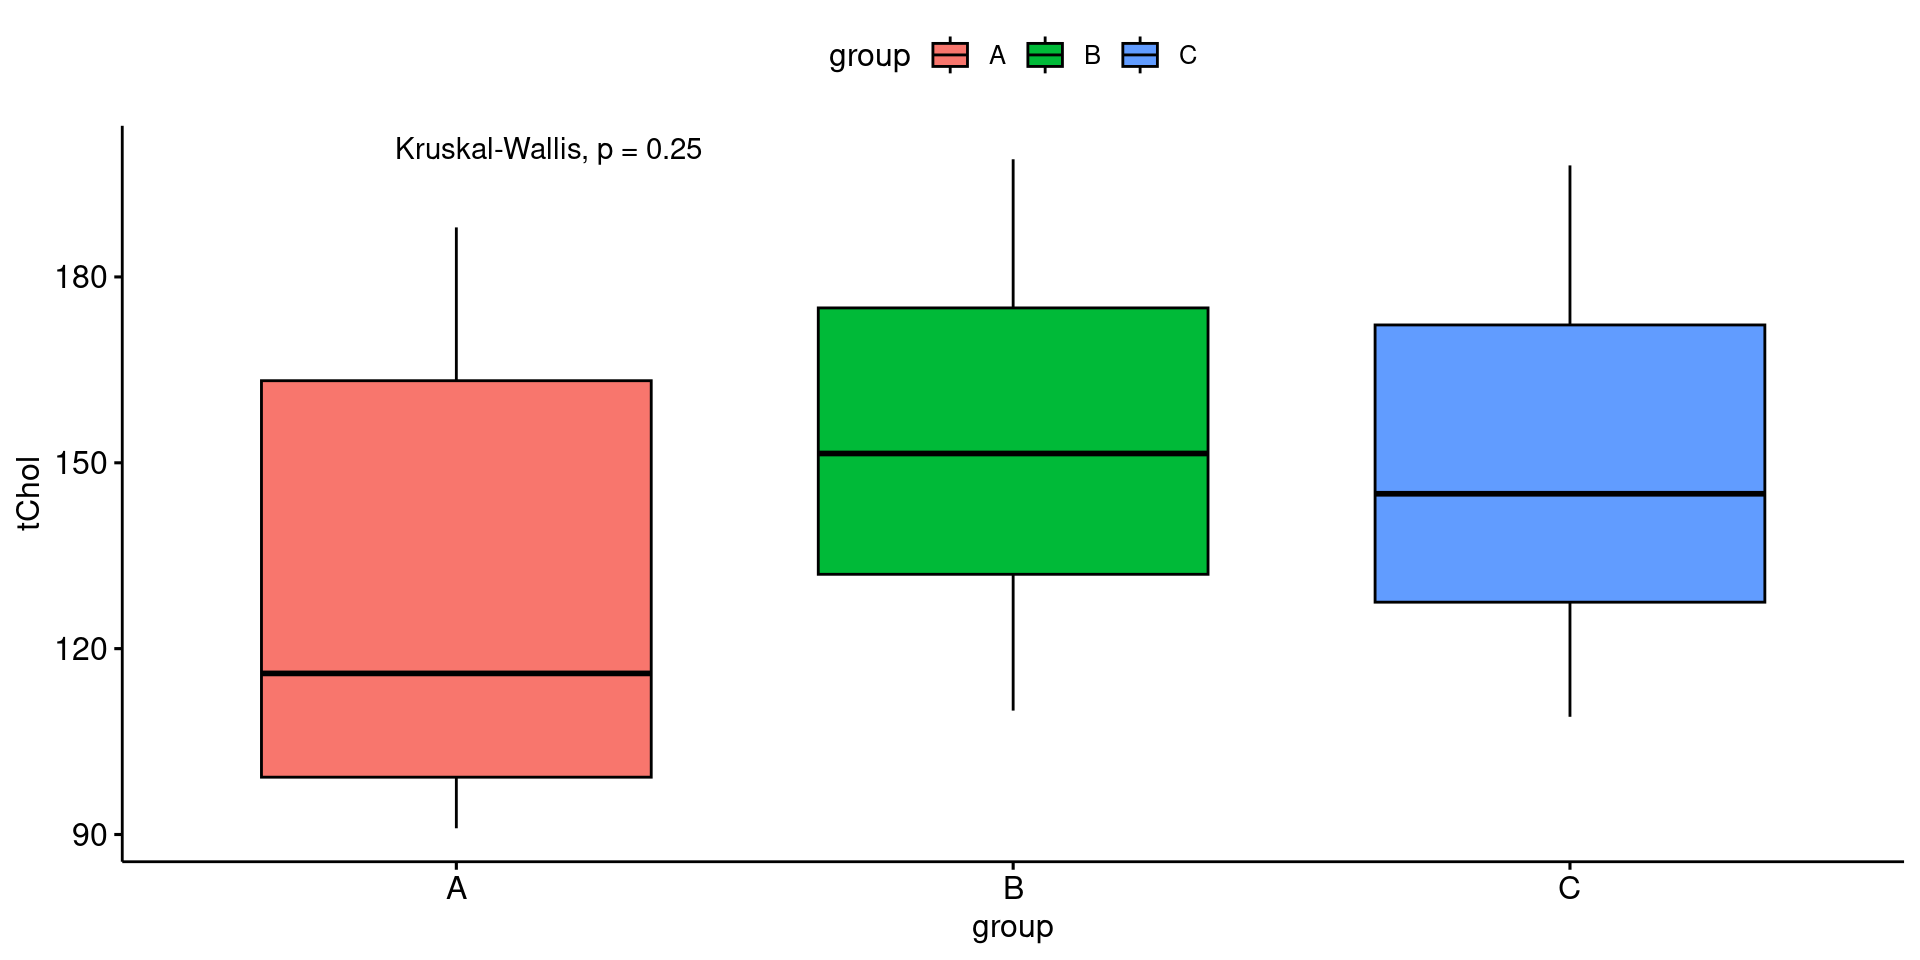 group A B C
Kruskal-Wallis, p = 0.25
180
150
120
90
tChol
A B C
group